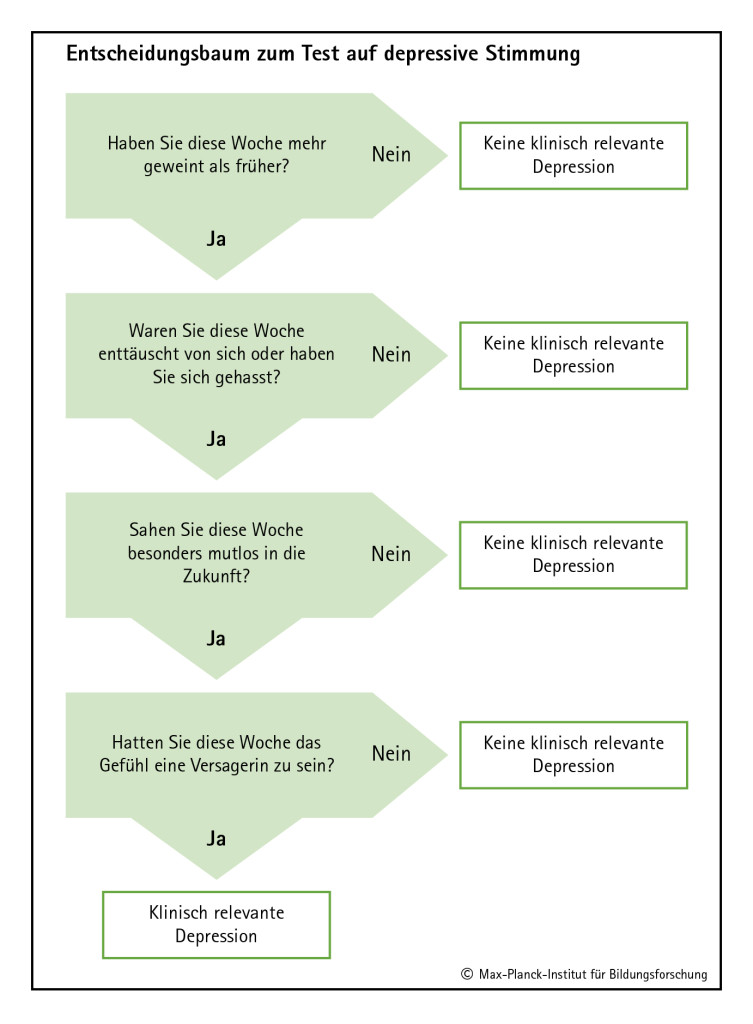 Entscheidungsbaum zum Test auf depressive Stimmung
Haben Sie diese Woche mehr
geweint als früher?
Nein
Keine klinisch relevante
Depression
Ja
Waren Sie diese Woche
enttäuscht von sich oder haben
Sie sich gehasst?
Nein
Keine klinisch relevante
Depression
Ja
Sahen Sie diese Woche
besonders mutlos in die
Zukunft?
Nein
Keine klinisch relevante
Depression
Ja
Hatten Sie diese Woche das
Gefühl eine Versagerin zu sein?
Nein
Keine klinisch relevante
Depression
Ja
Klinisch relevante
Depression
© Max-Planck-Institut für Bildungsforschung